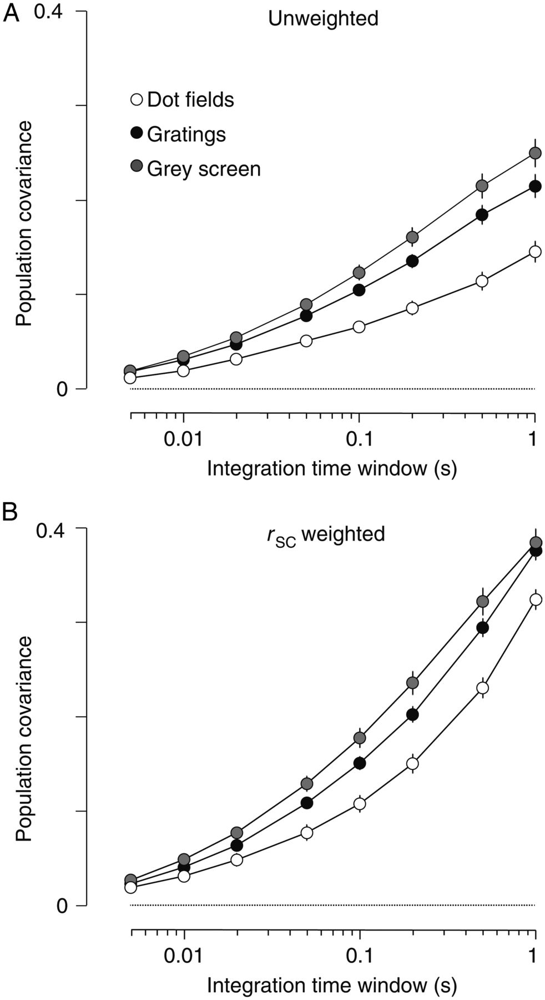 A
0.4
Unweighted
Dot fields
Gratings
Grey screen
Population covariance
0
0.01 0.1 1
Integration time window (s)
B
0.4
rSC weighted
Population covariance
0
0.01 0.1 1
Integration time window (s)